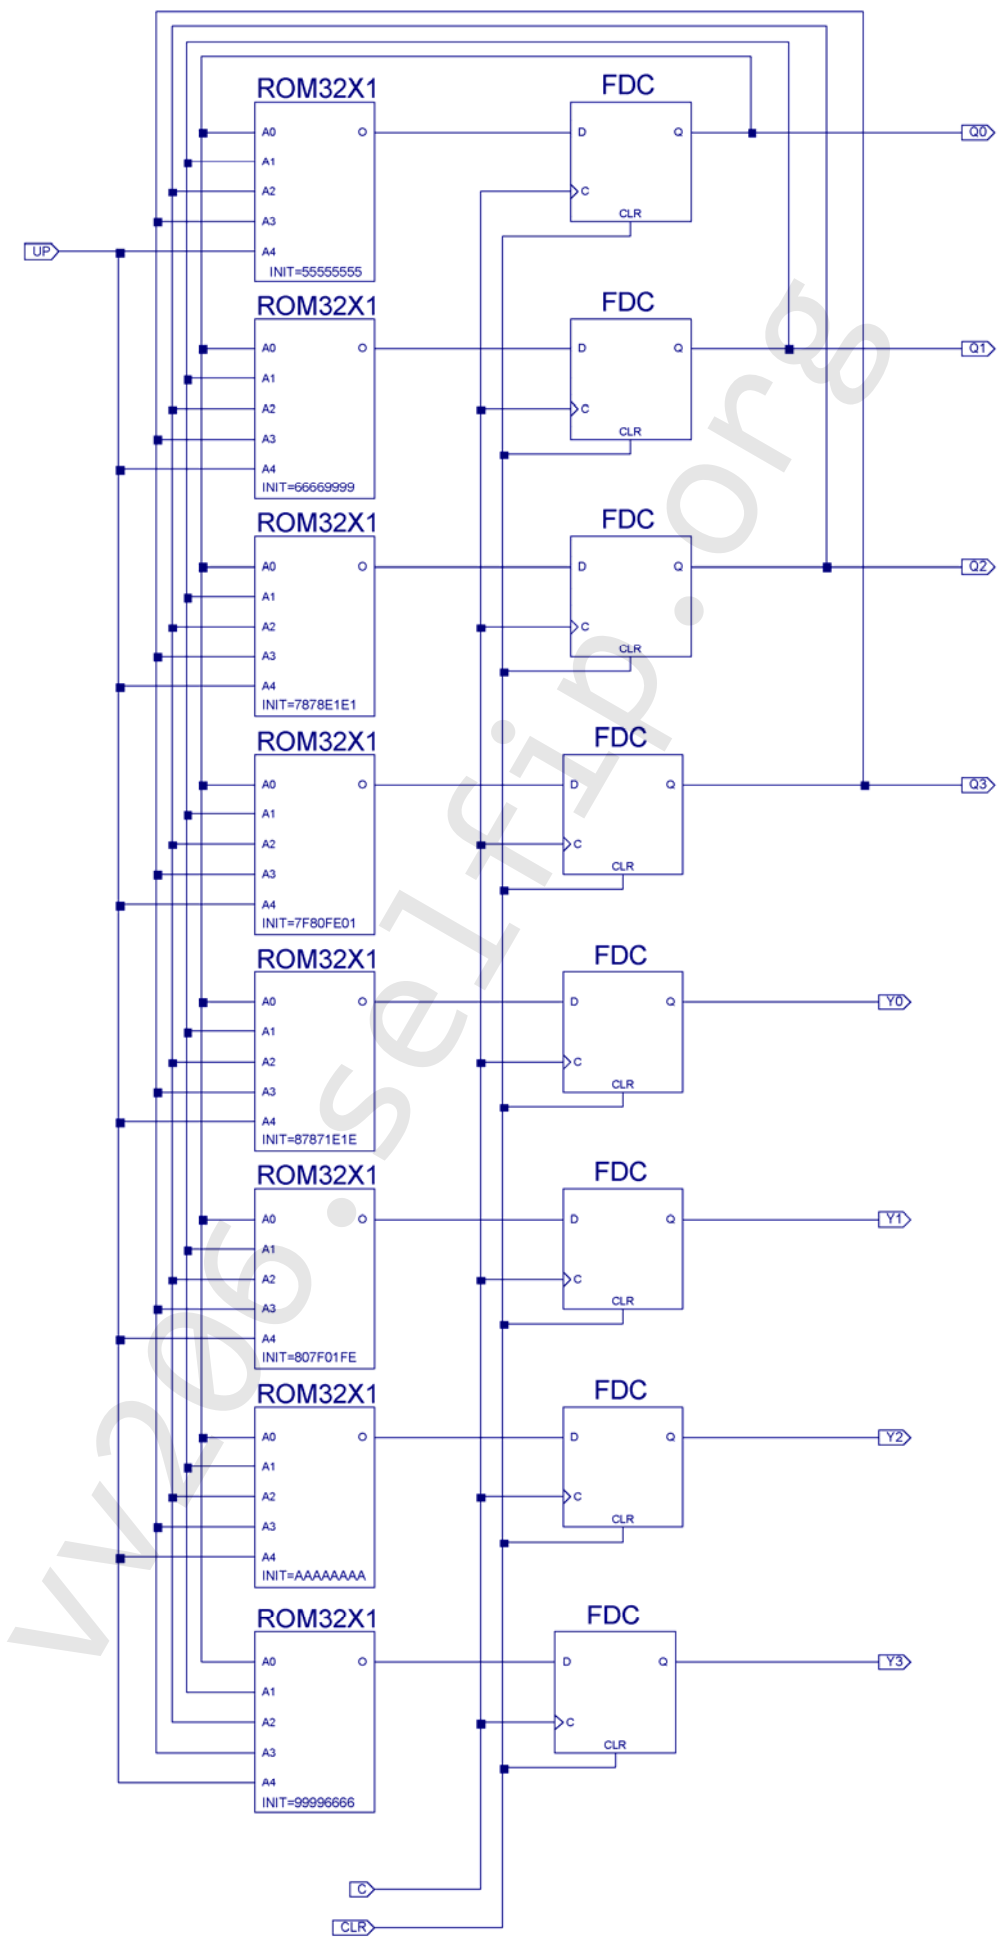 ROM32X1 FDC
A0 O D Q Q0
A1
A2 C
A3 CLR
UP A4
INIT=55555555
ROM32X1 FDC
A0 O D Q Q1
A1
A2 C
A3 CLR
A4
INIT=66669999
ROM32X1 FDC
A0 O D Q Q2
A1
A2 C
A3 CLR
A4
INIT=7878E1E1
ROM32X1 FDC
A0 O D Q Q3
A1
A2 C
A3 CLR
A4
INIT=7F80FE01
ROM32X1 FDC
A0 O D Q Y0
A1
A2 C
A3 CLR
A4
INIT=87871E1E
ROM32X1 FDC
A0 O D Q Y1
A1
A2 C
A3 CLR
A4
INIT=807F01FE
ROM32X1 FDC
A0 O D Q Y2
A1
A2 C
A3 CLR
A4
INIT=AAAAAAAA
ROM32X1 FDC
A0 O D Q Y3
A1
A2 C
A3 CLR
A4
INIT=99996666
C
CLR
vv206.selfip.org